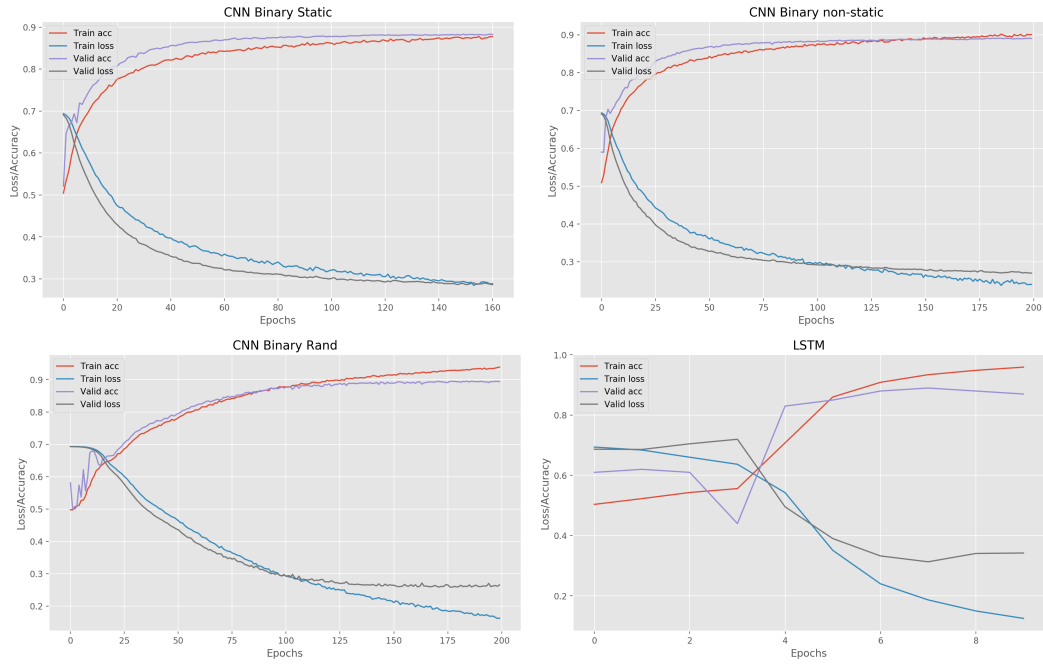 CNN Binary Static
Loss/Accuracy
0.9
0.8
0.7
0.6
0.5
0.4
0.3
Train acc
Train loss
Valid acc
Valid loss
0 20 40 60 80 100 120 140 160
Epochs
CNN Binary non-static
Loss/Accuracy
0.9
0.8
0.7
0.6
0.5
0.4
0.3
Train acc
Train loss
Valid acc
Valid loss
0 25 50 75 100 125 150 175 200
Epochs
CNN Binary Rand
Loss/Accuracy
0.9
0.8
0.7
0.6
0.5
0.4
0.3
0.2
Train acc
Train loss
Valid acc
Valid loss
0 25 50 75 100 125 150 175 200
Epochs
LSTM
Loss/Accuracy
1.0
0.8
0.6
0.4
0.2
Train acc
Train loss
Valid acc
Valid loss
0 2 4 6 8
Epochs